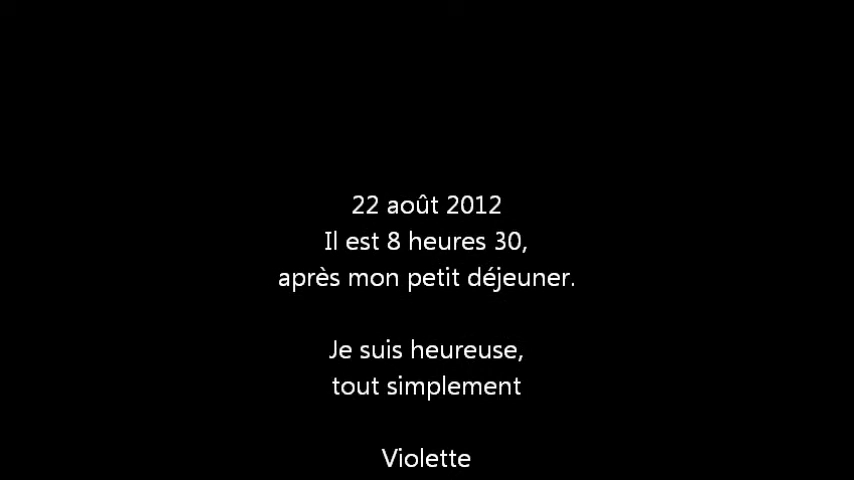 22 août 2012
Il est 8 heures 30,
après mon petit déjeuner.
Je suis heureuse,
tout simplement
Violette